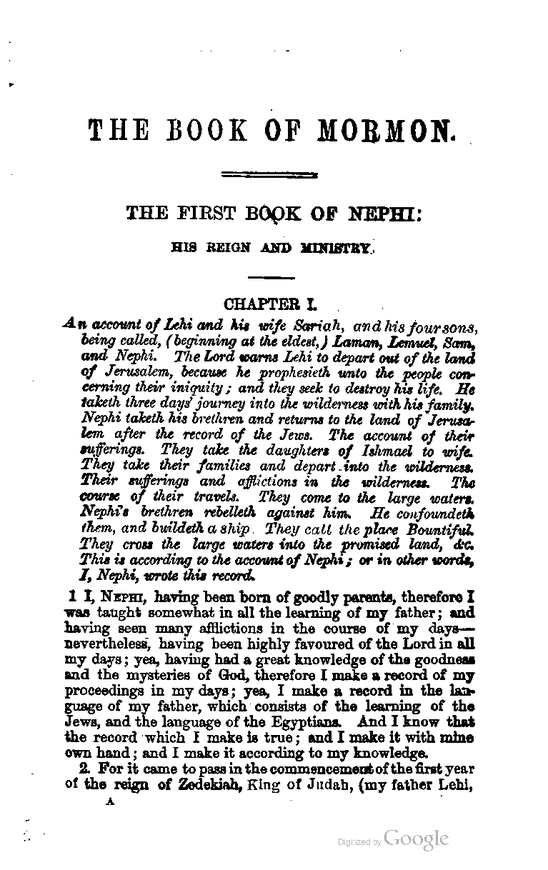 THE BOOK OF MORMON.
THE FIRST BOOK OF NEPHI:
HIS REIGN AND MINISTRY.
CHAPTER I.
An account of Lehi and his wife Sariah, and his four sons,
being called, (beginning at the eldest,) Laman, Lemuel, Sam,
and Nephi. The Lord warns Lehi to depart out of the land
of Jerusalem, because he prophesieth unto the people con-
cerning their iniquity; and they seek to destroy his life. He
taketh three days' journey into the wilderness with his family.
Nephi taketh his brethren and returns to the land of Jerusa-
lem after the record of the Jews. The account of their
sufferings. They take the daughters of Ishmael to wife.
They take their families and depart into the wilderness.
Their sufferings and afflictions in the wilderness. The
course of their travels. They come to the large waters.
Nephi's brethren rebelleth against him. He confoundeth
them, and buildeth a ship. They call the place Bountiful.
They cross the large waters into the promised land, &c.
This is according to the account of Nephi; or in other words,
I, Nephi, wrote this record.
1 I, NEPHI, having been born of goodly parents, therefore I
was taught somewhat in all the learning of my father; and
having seen many afflictions in the course of my days—
nevertheless, having been highly favoured of the Lord in all
my days; yea, having had a great knowledge of the goodness
and the mysteries of God, therefore I make a record of my
proceedings in my days; yea, I make a record in the lan-
guage of my father, which consists of the learning of the
Jews, and the language of the Egyptians. And I know that
the record which I make is true; and I make it with mine
own hand; and I make it according to my knowledge.
2. For it came to pass in the commencement of the first year
of the reign of Zedekiah, King of Judah, (my father Lehi,
A
Digitized by Google